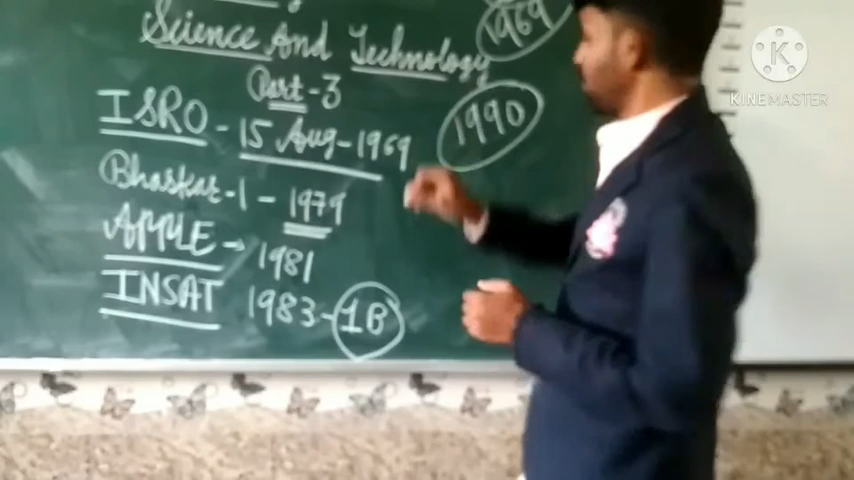 1969
Science And Technology
Part-3
ISRO - 15 Aug - 1969
1990
Bhaskar-1 - 1979
APPLE → 1981
INSAT 1983 - 1B
KINEMASTER